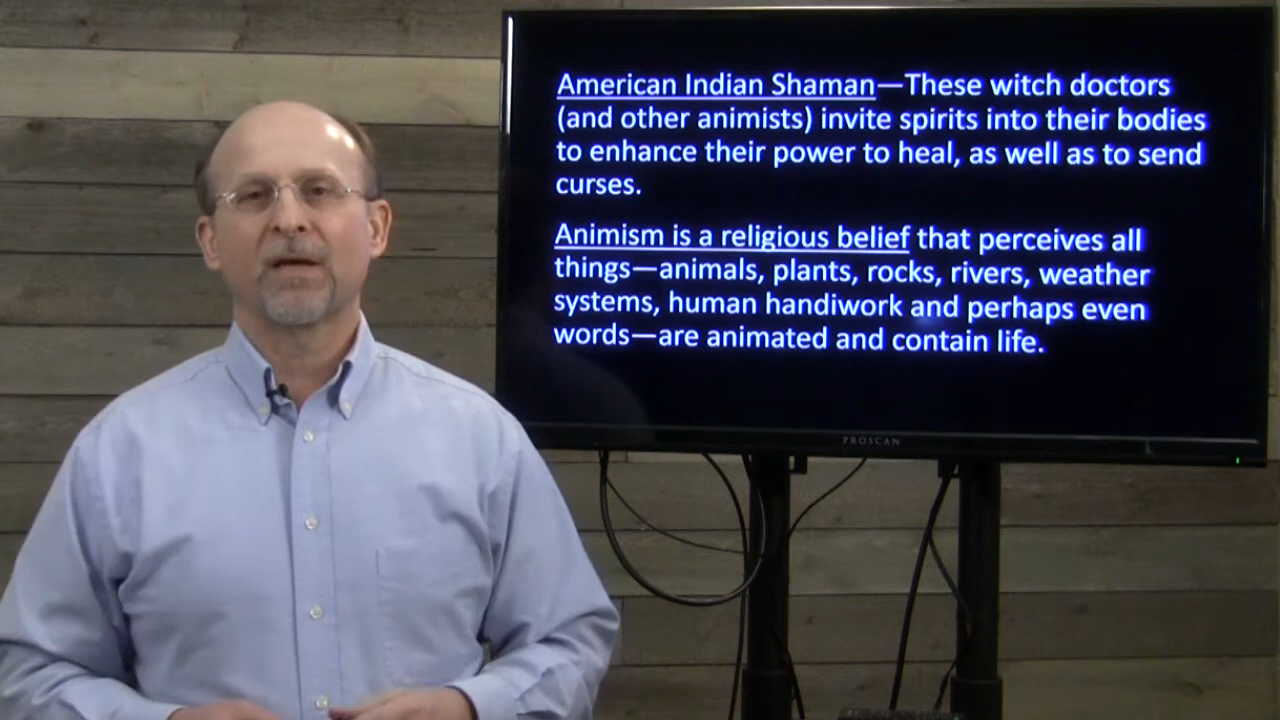 American Indian Shaman—These witch doctors
(and other animists) invite spirits into their bodies
to enhance their power to heal, as well as to send
curses.
Animism is a religious belief that perceives all
things—animals, plants, rocks, rivers, weather
systems, human handiwork and perhaps even
words—are animated and contain life.
PROSCAN